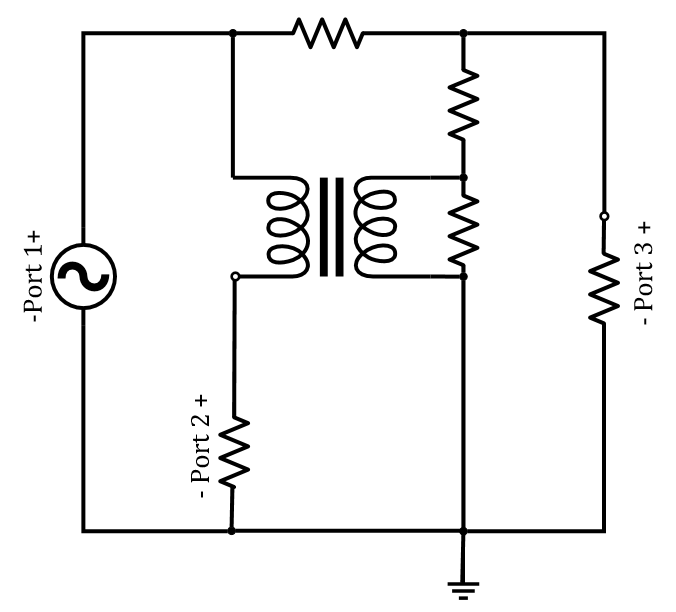 -Port 1+
- Port 2 +
- Port 3 +